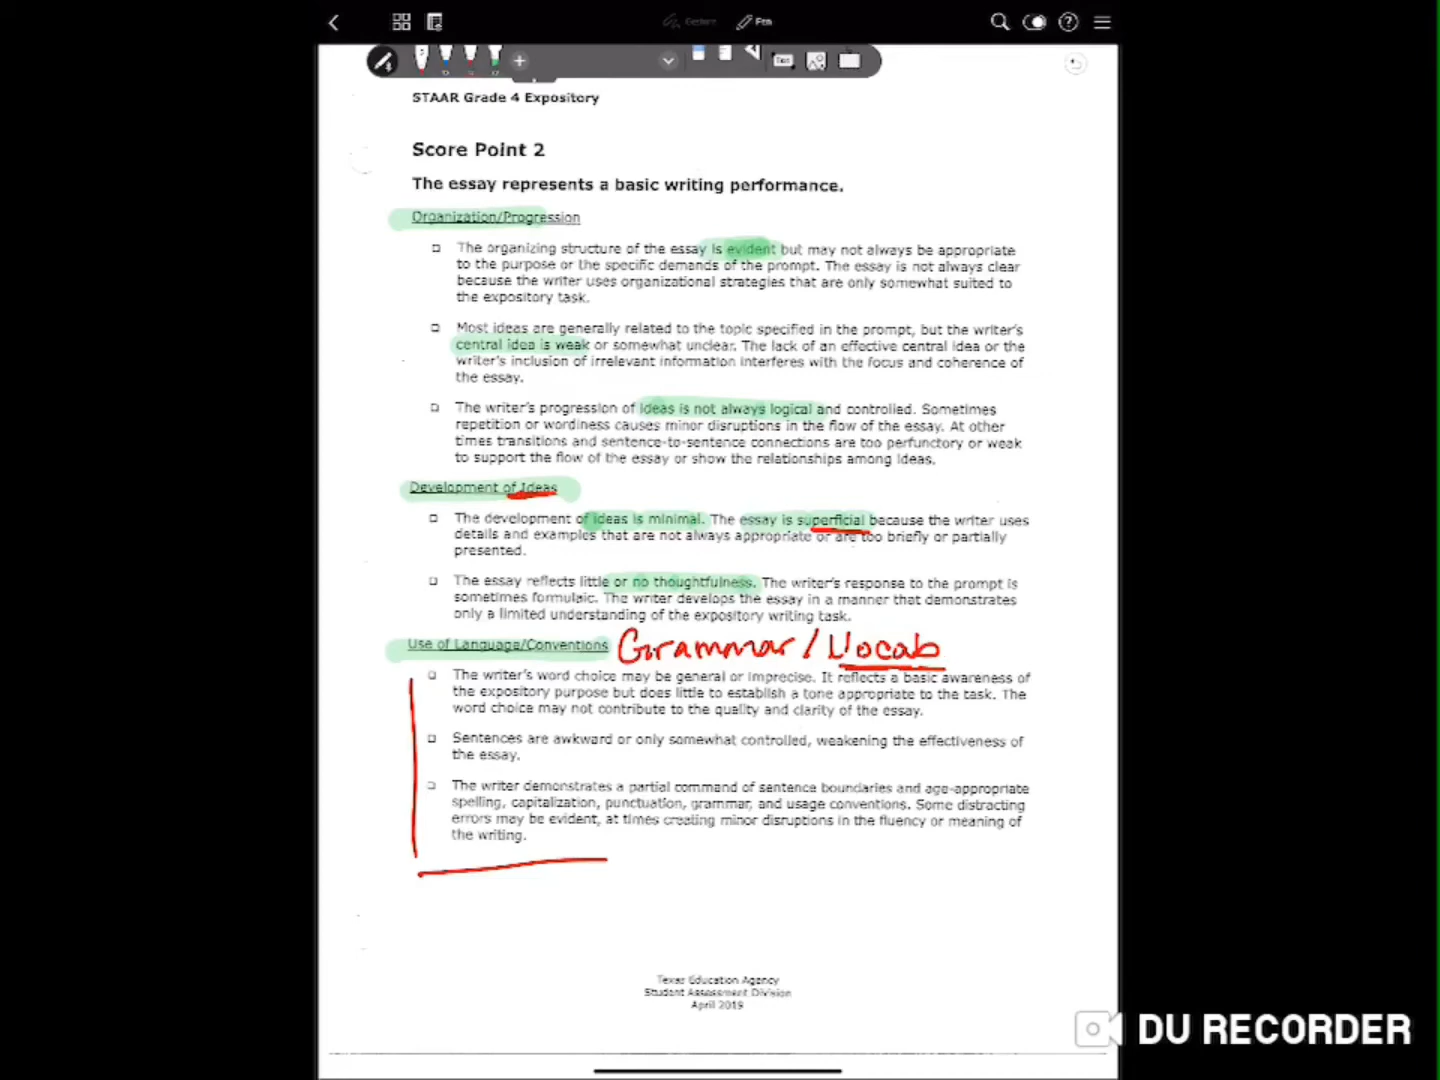 Pen
Text
STAAR Grade 4 Expository
Score Point 2
The essay represents a basic writing performance.
Organization/Progression
The organizing structure of the essay is evident but may not always be appropriate
to the purpose or the specific demands of the prompt. The essay is not always clear
because the writer uses organizational strategies that are only somewhat suited to
the expository task.
Most ideas are generally related to the topic specified in the prompt, but the writer's
central idea is weak or somewhat unclear. The lack of an effective central idea or the
writer's inclusion of irrelevant information interferes with the focus and coherence of
the essay.
The writer's progression of ideas is not always logical and controlled. Sometimes
repetition or wordiness causes minor disruptions in the flow of the essay. At other
times transitions and sentence-to-sentence connections are too perfunctory or weak
to support the flow of the essay or show the relationships among ideas.
Development of Ideas
The development of ideas is minimal. The essay is superficial because the writer uses
details and examples that are not always appropriate or are too briefly or partially
presented.
The essay reflects little or no thoughtfulness. The writer's response to the prompt is
sometimes formulaic. The writer develops the essay in a manner that demonstrates
only a limited understanding of the expository writing task.
Use of Language/Conventions Grammar/Vocab
The writer's word choice may be general or imprecise. It reflects a basic awareness of
the expository purpose but does little to establish a tone appropriate to the task. The
word choice may not contribute to the quality and clarity of the essay.
Sentences are awkward or only somewhat controlled, weakening the effectiveness of
the essay.
The writer demonstrates a partial command of sentence boundaries and age-appropriate
spelling, capitalization, punctuation, grammar, and usage conventions. Some distracting
errors may be evident, at times creating minor disruptions in the fluency or meaning of
the writing.
Texas Education Agency
Student Assessment Division
April 2019
DU RECORDER